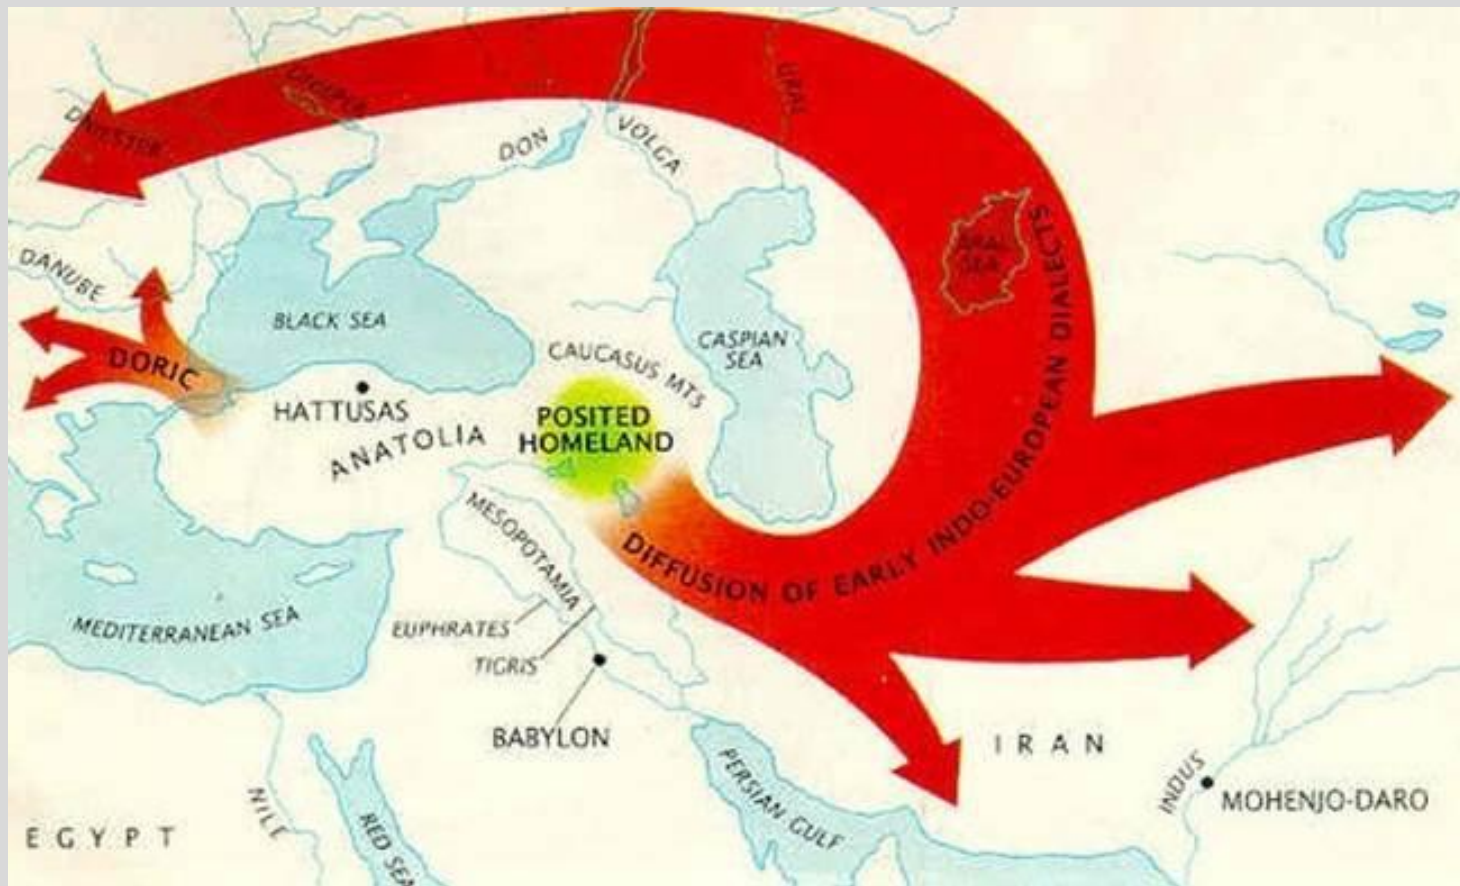 DNIESTER
DNIEPER
DON
VOLGA
URAL
DANUBE
BLACK SEA
CASPIAN
SEA
ARAL
SEA
DORIC
HATTUSAS
ANATOLIA
CAUCASUS MTS
POSITED
HOMELAND
DIFFUSION OF EARLY INDO-EUROPEAN DIALECTS
MESOPOTAMIA
MEDITERRANEAN SEA
EUPHRATES
TIGRIS
BABYLON
IRAN
PERSIAN GULF
INDUS
MOHENJO-DARO
NILE
RED SEA
EGYPT